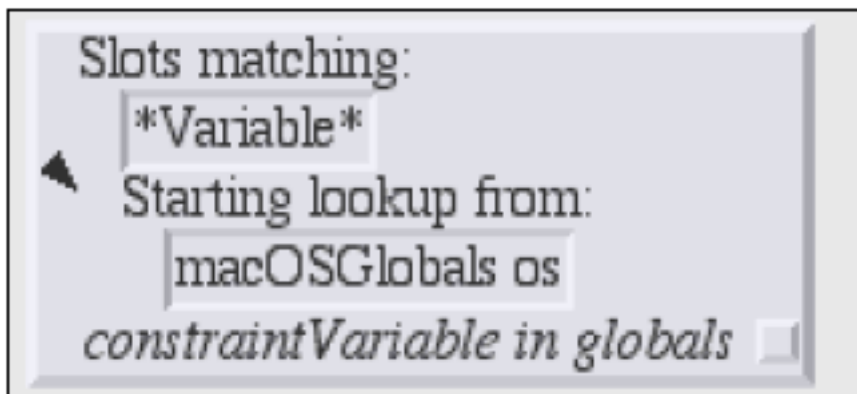 Slots matching:
*Variable*
Starting lookup from:
macOSGlobals os
constraintVariable in globals